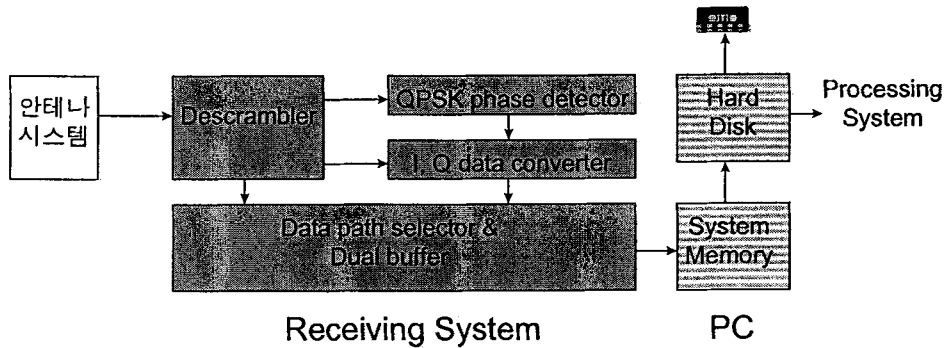 안테나
시스템
Descrambler
QPSK phase detector
I, Q data converter
Data path selector &
Dual buffer
Hard
Disk
System
Memory
Processing
System
Receiving System
PC